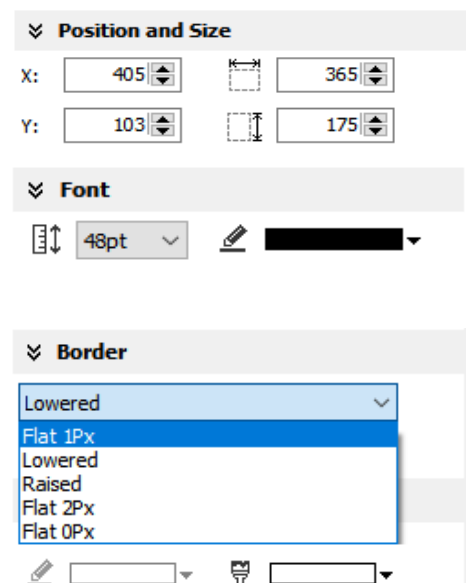 Position and Size
X: 405 365
Y: 103 175
Font
48pt
Border
Lowered
Flat 1Px
Lowered
Raised
Flat 2Px
Flat 0Px